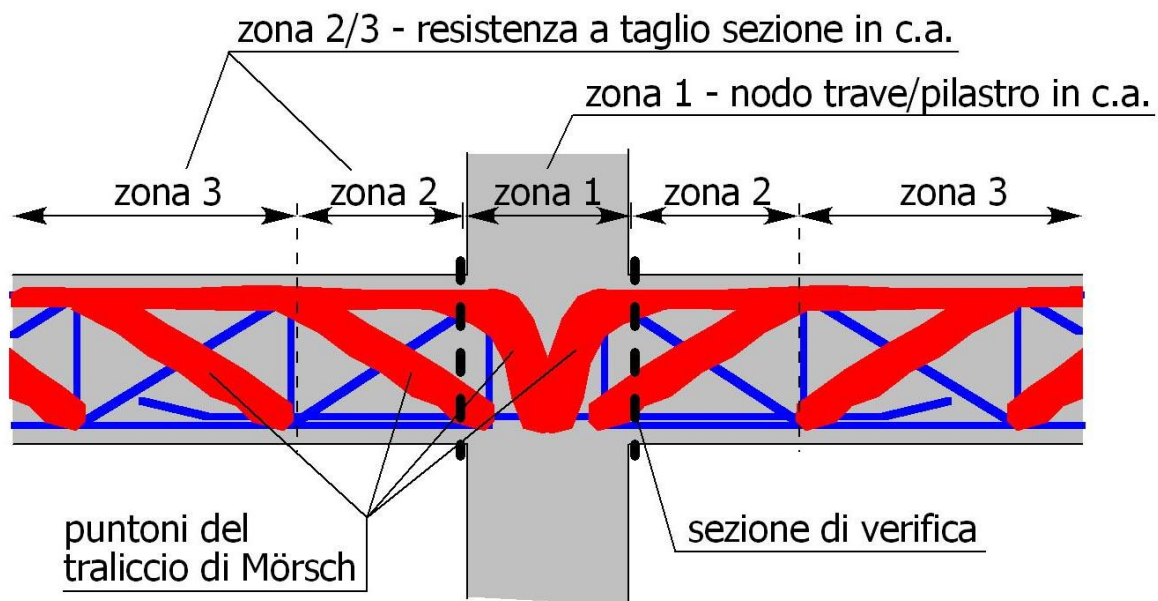 zona 2/3 - resistenza a taglio sezione in c.a.
zona 1 - nodo trave/pilastro in c.a.
zona 3
zona 2
zona 1
zona 2
zona 3
puntoni del
traliccio di Mörsch
sezione di verifica